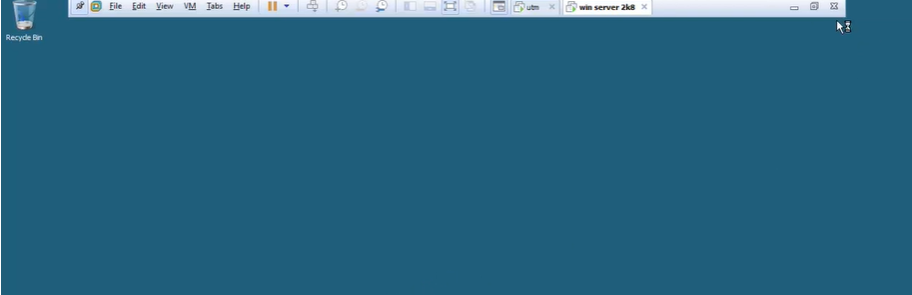 File Edit View VM Tabs Help utm win server 2k8
Recycle Bin